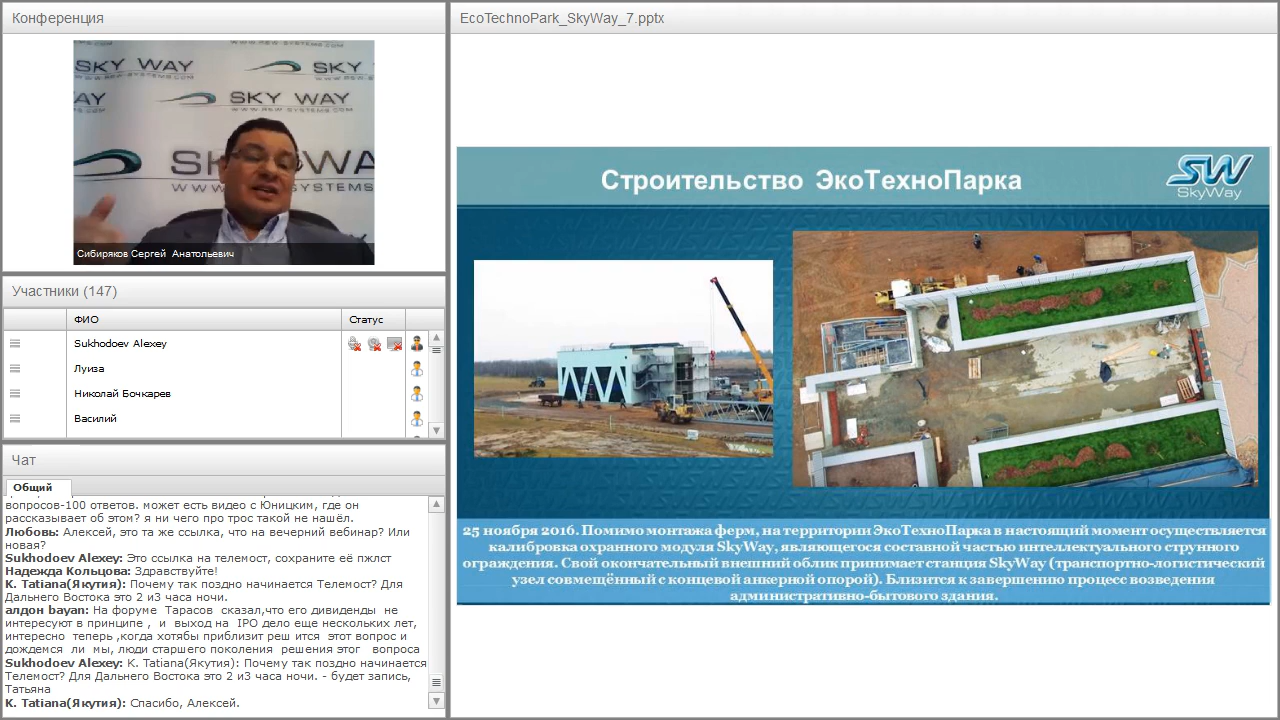 Конференция
SKY WAY
WWW.RSW-SYSTEMS.COM
SKY WAY
SKY WAY
Сибиряков Сергей Анатольевич
Участники (147)
ФИО Статус
Sukhodoev Alexey
Луиза
Николай Бочкарев
Василий
Чат
Общий
вопросов-100 ответов. может есть видео с Юницким, где он
рассказывает об этом? я ни чего про трос такой не нашёл.
Любовь: Алексей, это та же ссылка, что на вечерний вебинар? Или
новая?
Sukhodoev Alexey: Это ссылка на телемост, сохраните её пжлст
Надежда Кольцова: Здравствуйте!
K. Tatiana(Якутия): Почему так поздно начинается Телемост? Для
Дальнего Востока это 2 и3 часа ночи.
алдон bayan: На форуме Тарасов сказал,что его дивиденды не
интересуют в принципе , и выход на IPO дело еще нескольких лет,
интересно теперь ,когда хотябы приблизит реш ится этот вопрос и
дождемся ли мы, люди старшего поколения решения этог вопроса
Sukhodoev Alexey: K. Tatiana(Якутия): Почему так поздно начинается
Телемост? Для Дальнего Востока это 2 и3 часа ночи. - будет запись,
Татьяна
K. Tatiana(Якутия): Спасибо, Алексей.
EcoTechnoPark_SkyWay_7.pptx
Строительство ЭкоТехноПарка
SW
SkyWay
25 ноября 2016. Помимо монтажа ферм, на территории ЭкоТехноПарка в настоящий момент осуществляется
калибровка охранного модуля SkyWay, являющегося составной частью интеллектуального струнного
ограждения. Свой окончательный внешний облик принимает станция SkyWay (транспортно-логистический
узел совмещённый с концевой анкерной опорой). Близится к завершению процесс возведения
административно-бытового здания.